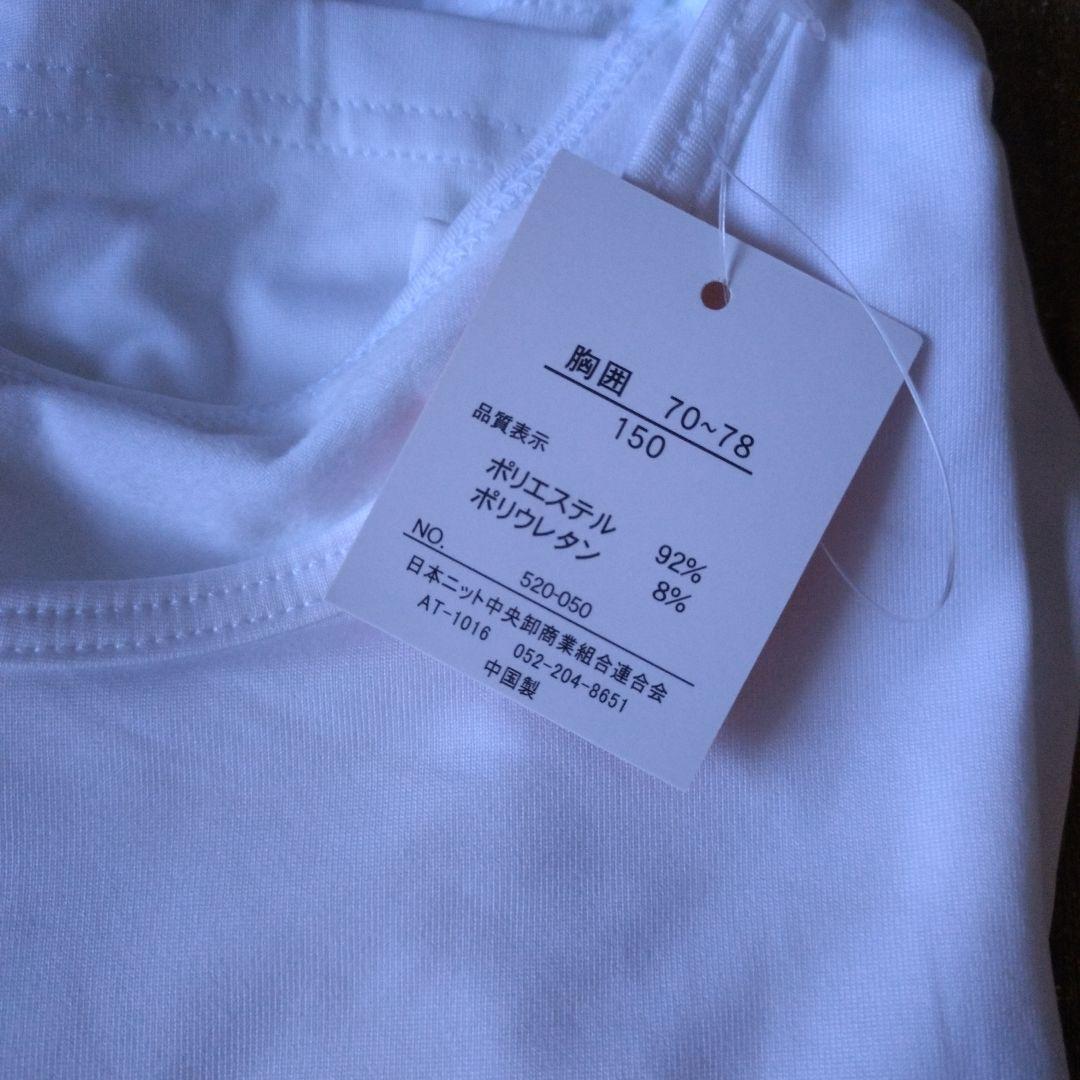 胸囲 70~78
150
品質表示
ポリエステル 92%
ポリウレタン 8%
NO. 520-050
日本ニット中央卸商業組合連合会
AT-1016 052-204-8651
中国製